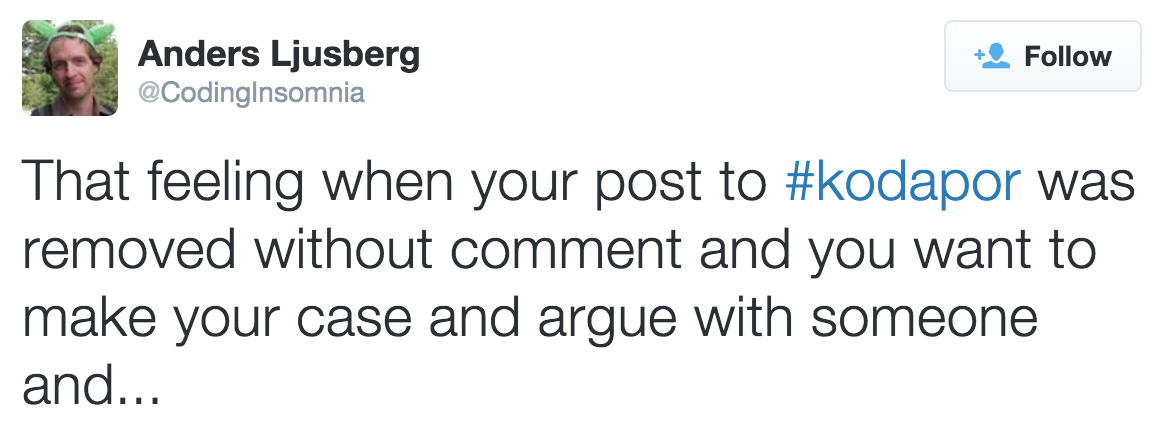 Anders Ljusberg
@CodingInsomnia
Follow
That feeling when your post to #kodapor was
removed without comment and you want to
make your case and argue with someone
and...